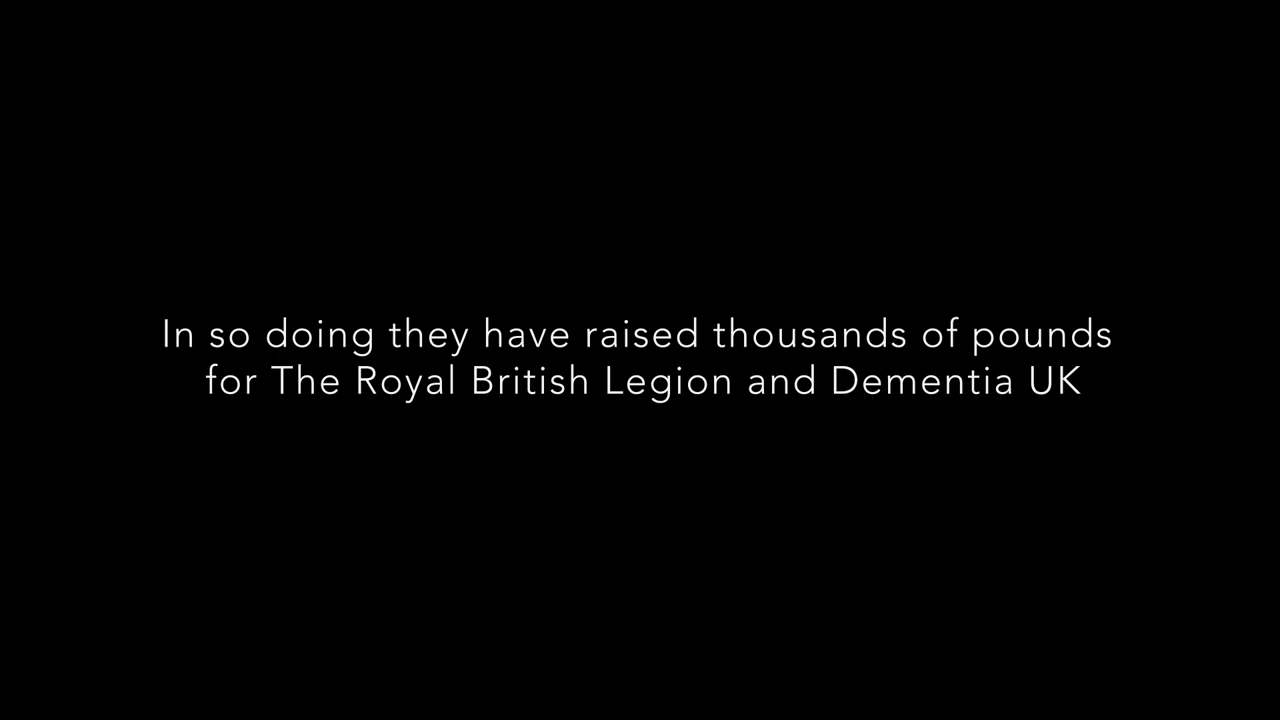 In so doing they have raised thousands of pounds
for The Royal British Legion and Dementia UK